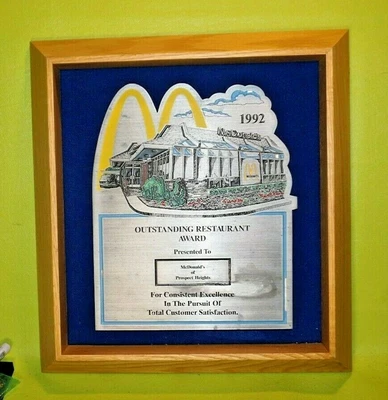 1992
McDonald's
OUTSTANDING RESTAURANT
AWARD
Presented To
McDonald's
of
Prospect Heights
For Consistent Excellence
In The Pursuit Of
Total Customer Satisfaction.